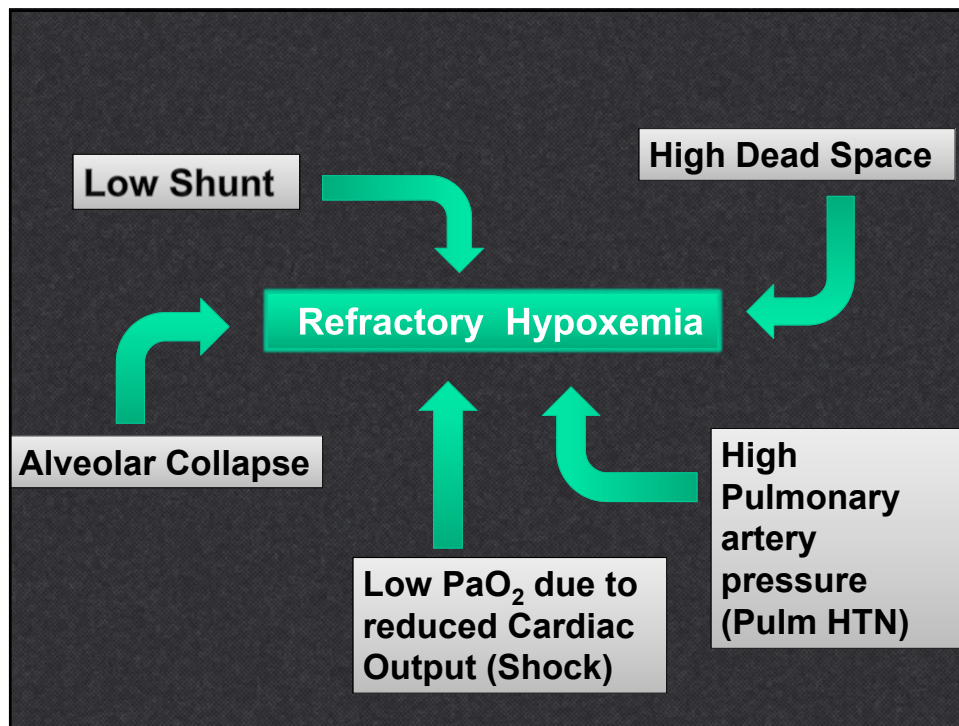 Low Shunt
High Dead Space
Refractory Hypoxemia
Alveolar Collapse
Low PaO₂ due to
reduced Cardiac
Output (Shock)
High
Pulmonary
artery
pressure
(Pulm HTN)